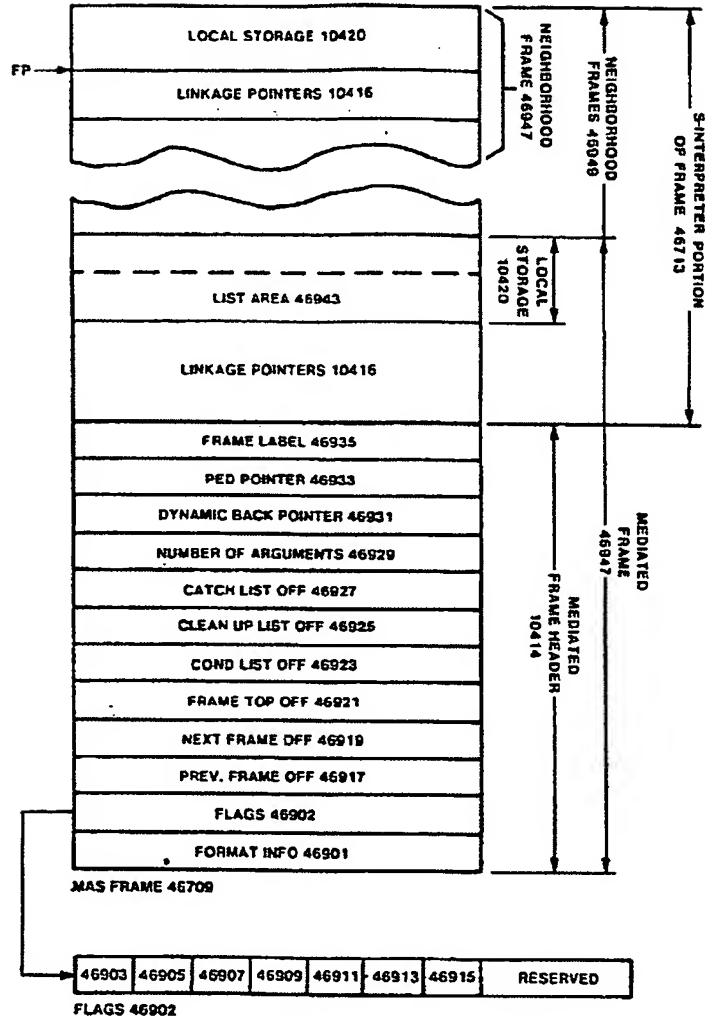 LOCAL STORAGE 10420
FP
LINKAGE POINTERS 10416
NEIGHBORHOOD
FRAME 46947
NEIGHBORHOOD
FRAMES 46949
S-INTERPRETER PORTION
OF FRAME 46713
LOCAL
STORAGE
10420
LIST AREA 46943
LINKAGE POINTERS 10416
FRAME LABEL 46935
PED POINTER 46933
DYNAMIC BACK POINTER 46931
NUMBER OF ARGUMENTS 46929
CATCH LIST OFF 46927
CLEAN UP LIST OFF 46925
COND LIST OFF 46923
FRAME TOP OFF 46921
NEXT FRAME OFF 46919
PREV. FRAME OFF 46917
FLAGS 46902
FORMAT INFO 46901
MEDIATED
FRAME HEADER
10414
MEDIATED
FRAME
46947
MAS FRAME 46709
46903 46905 46907 46909 46911 46913 46915 RESERVED
FLAGS 46902